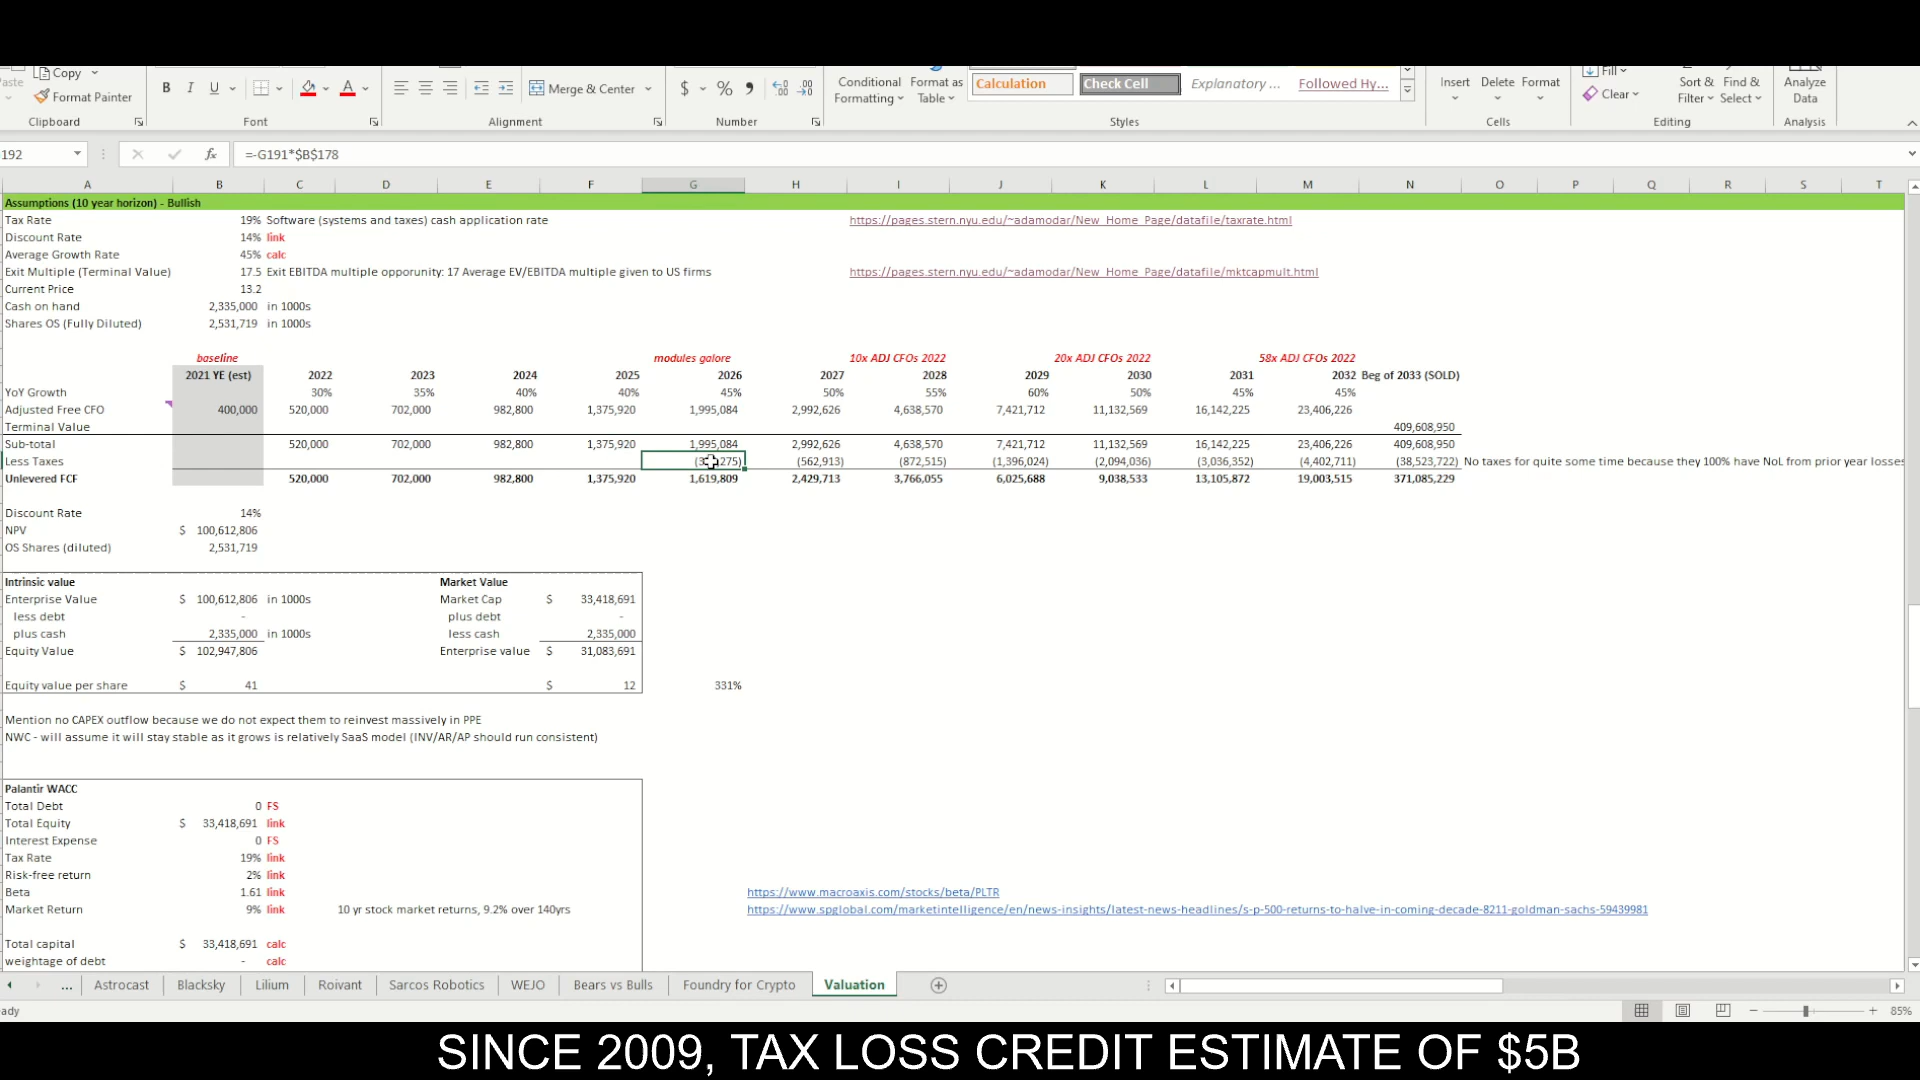 Copy
Conditional Format as
Calculation Check Cell Explanatory ... Followed Hy...
Insert Delete Format
Fill
Sort & Find & Analyze
Format Painter
B I U A
Merge & Center
$ % 9
Formatting Table
Clear
Filter Select Data
Clipboard Font Alignment Number Styles Cells Editing Analysis
192 fx =-G191*$B$178
A B C D E F G H I J K L M N O P Q R S T
Assumptions (10 year horizon) - Bullish
Tax Rate 19% Software (systems and taxes) cash application rate https://pages.stern.nyu.edu/~adamodar/New_Home_Page/datafile/taxrate.html
Discount Rate 14% link
Average Growth Rate 45% calc
Exit Multiple (Terminal Value) 17.5 Exit EBITDA multiple opporunity: 17 Average EV/EBITDA multiple given to US firms https://pages.stern.nyu.edu/~adamodar/New_Home_Page/datafile/mktcapmult.html
Current Price 13.2
Cash on hand 2,335,000 in 1000s
Shares OS (Fully Diluted) 2,531,719 in 1000s
baseline modules galore 10x ADJ CFOs 2022 20x ADJ CFOs 2022 58x ADJ CFOs 2022
2021 YE (est) 2022 2023 2024 2025 2026 2027 2028 2029 2030 2031 2032 Beg of 2033 (SOLD)
YoY Growth 30% 35% 40% 40% 45% 50% 55% 60% 50% 45% 45%
Adjusted Free CFO 400,000 520,000 702,000 982,800 1,375,920 1,995,084 2,992,626 4,638,570 7,421,712 11,132,569 16,142,225 23,406,226
Terminal Value 409,608,950
Sub-total 520,000 702,000 982,800 1,375,920 1,995,084 2,992,626 4,638,570 7,421,712 11,132,569 16,142,225 23,406,226 409,608,950
Less Taxes (562,913) (872,515) (1,396,024) (2,094,036) (3,036,352) (4,402,711) (38,523,722) No taxes for quite some time because they 100% have NoL from prior year losses
Unlevered FCF 520,000 702,000 982,800 1,375,920 1,619,809 2,429,713 3,766,055 6,025,688 9,038,533 13,105,872 19,003,515 371,085,229
Discount Rate 14%
NPV $ 100,612,806
OS Shares (diluted) 2,531,719
Intrinsic value Market Value
Enterprise Value $ 100,612,806 in 1000s Market Cap $ 33,418,691
less debt - plus debt -
plus cash 2,335,000 in 1000s less cash 2,335,000
Equity Value $ 102,947,806 Enterprise value $ 31,083,691
Equity value per share $ 41 $ 12 331%
Mention no CAPEX outflow because we do not expect them to reinvest massively in PPE
NWC - will assume it will stay stable as it grows is relatively SaaS model (INV/AR/AP should run consistent)
Palantir WACC
Total Debt 0 FS
Total Equity $ 33,418,691 link
Interest Expense 0 FS
Tax Rate 19% link
Risk-free return 2% link
Beta 1.61 link https://www.macroaxis.com/stocks/beta/PLTR
Market Return 9% link 10 yr stock market returns, 9.2% over 140yrs https://www.spglobal.com/marketintelligence/en/news-insights/latest-news-headlines/s-p-500-returns-to-halve-in-coming-decade-8211-goldman-sachs-59439981
Total capital $ 33,418,691 calc
weightage of debt - calc
... Astrocast Blacksky Lilium Roivant Sarcos Robotics WEJO Bears vs Bulls Foundry for Crypto Valuation
ady 85%
SINCE 2009, TAX LOSS CREDIT ESTIMATE OF $5B